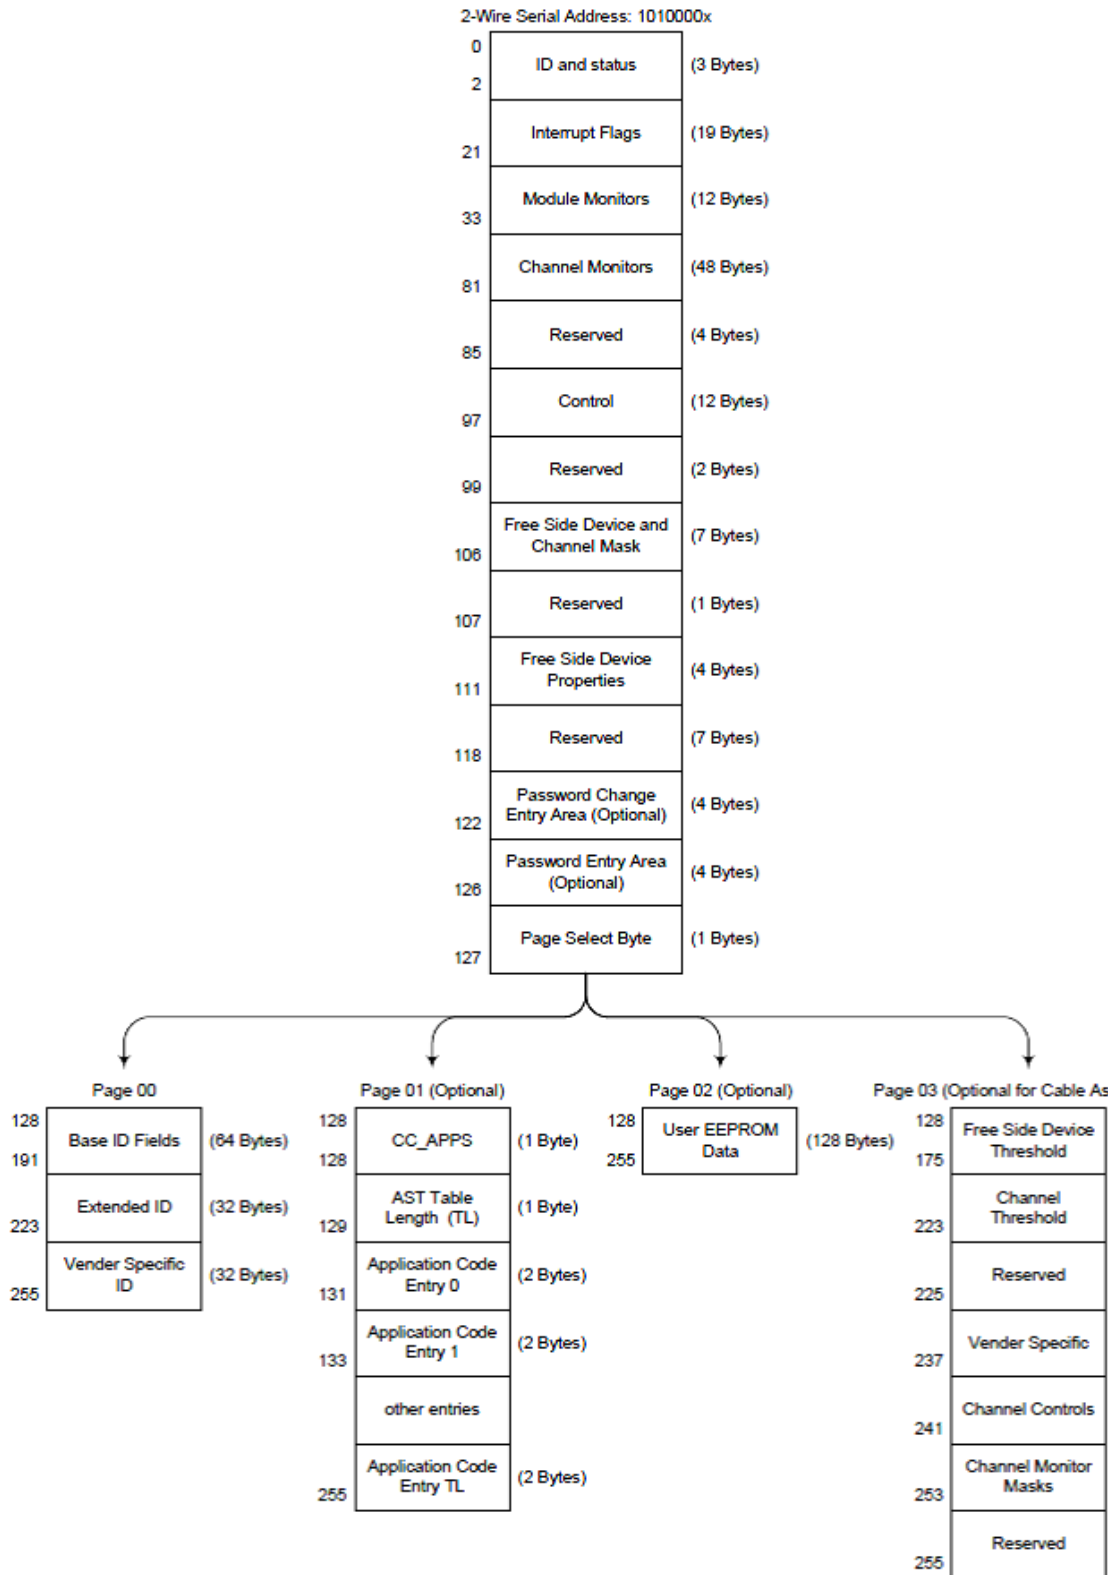 2-Wire Serial Address: 1010000x
0
ID and status
(3 Bytes)
2
Interrupt Flags
(19 Bytes)
21
Module Monitors
(12 Bytes)
33
Channel Monitors
(48 Bytes)
81
Reserved
(4 Bytes)
85
Control
(12 Bytes)
97
Reserved
(2 Bytes)
99
Free Side Device and
Channel Mask
(7 Bytes)
106
Reserved
(1 Bytes)
107
Free Side Device
Properties
(4 Bytes)
111
Reserved
(7 Bytes)
118
Password Change
Entry Area (Optional)
(4 Bytes)
122
Password Entry Area
(Optional)
(4 Bytes)
126
Page Select Byte
(1 Bytes)
127
Page 00
128
Base ID Fields
(64 Bytes)
191
Extended ID
(32 Bytes)
223
Vender Specific
ID
(32 Bytes)
255
Page 01 (Optional)
128
CC_APPS
(1 Byte)
128
AST Table
Length (TL)
(1 Byte)
129
Application Code
Entry 0
(2 Bytes)
131
Application Code
Entry 1
(2 Bytes)
133
other entries
Application Code
Entry TL
(2 Bytes)
255
Page 02 (Optional)
128
User EEPROM
Data
(128 Bytes)
255
Page 03 (Optional for Cable As
128
Free Side Device
Threshold
175
Channel
Threshold
223
Reserved
225
Vender Specific
237
Channel Controls
241
Channel Monitor
Masks
253
Reserved
255